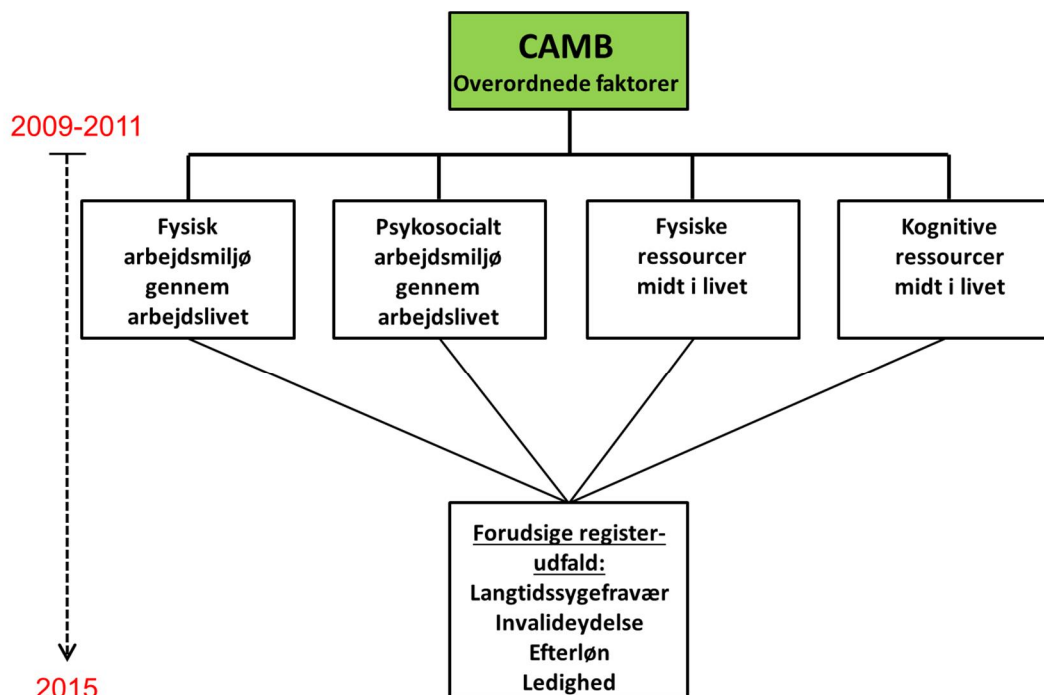 CAMB
Overordnede faktorer
2009-2011
Fysisk
arbejdsmiljø
gennem
arbejdslivet
Psykosocialt
arbejdsmiljø
gennem
arbejdslivet
Fysiske
ressourcer
midt i livet
Kognitive
ressourcer
midt i livet
Forudsige register-
udfald:
Langtidssygefravær
Invalideydelse
Efterløn
Ledighed
2015